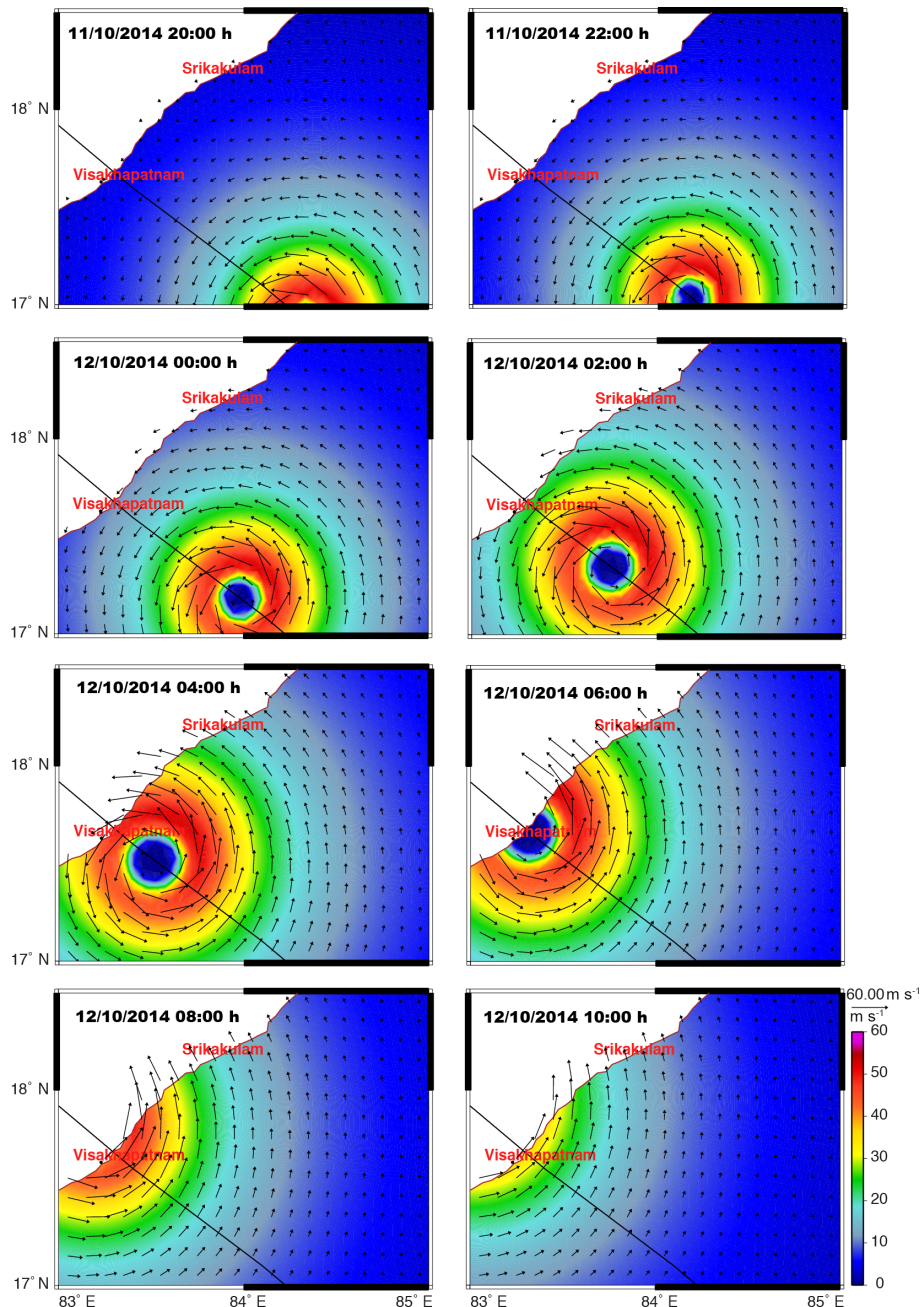 11/10/2014 20:00 h
11/10/2014 22:00 h
Srikakulam
Srikakulam
18° N
Visakhapatnam
Visakhapatnam
17° N
12/10/2014 00:00 h
12/10/2014 02:00 h
Srikakulam
Srikakulam
18° N
Visakhapatnam
Visakhapatnam
17° N
12/10/2014 04:00 h
12/10/2014 06:00 h
Srikakulam
Srikakulam
18° N
Visakhapatnam
Visakhapat
17° N
12/10/2014 08:00 h
12/10/2014 10:00 h
60.00 m s⁻¹
m s⁻¹
Srikakulam
Srikakulam
60
50
18° N
40
Visakhapatnam
Visakhapatnam
30
20
10
17° N
0
83° E
84° E
85° E
83° E
84° E
85° E